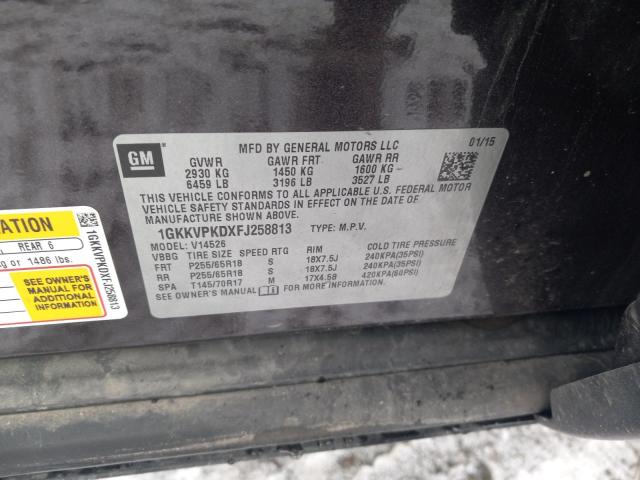 GM
MFD BY GENERAL MOTORS LLC 01/15
GVWR GAWR FRT GAWR RR
2930 KG 1450 KG 1600 KG
6459 LB 3196 LB 3527 LB
THIS VEHICLE CONFORMS TO ALL APPLICABLE U.S. FEDERAL MOTOR
VEHICLE SAFETY STANDARDS IN EFFECT ON THE
DATE OF MANUFACTURE SHOWN ABOVE.
1GKKVPKDXFJ258813 TYPE: M.P.V.
MODEL: V14526
VBBG TIRE SIZE SPEED RTG RIM COLD TIRE PRESSURE
FRT P255/65R18 S 18X7.5J 240KPA(35PSI)
RR P255/65R18 S 18X7.5J 240KPA(35PSI)
SPA T145/70R17 M 17X4.5B 420KPA(60PSI)
SEE OWNER'S MANUAL FOR MORE INFORMATION.
ATION
REAR 6
or 1486 lbs.
SEE OWNER'S
MANUAL FOR
ADDITIONAL
INFORMATION
1GKKVPKDXFJ258813